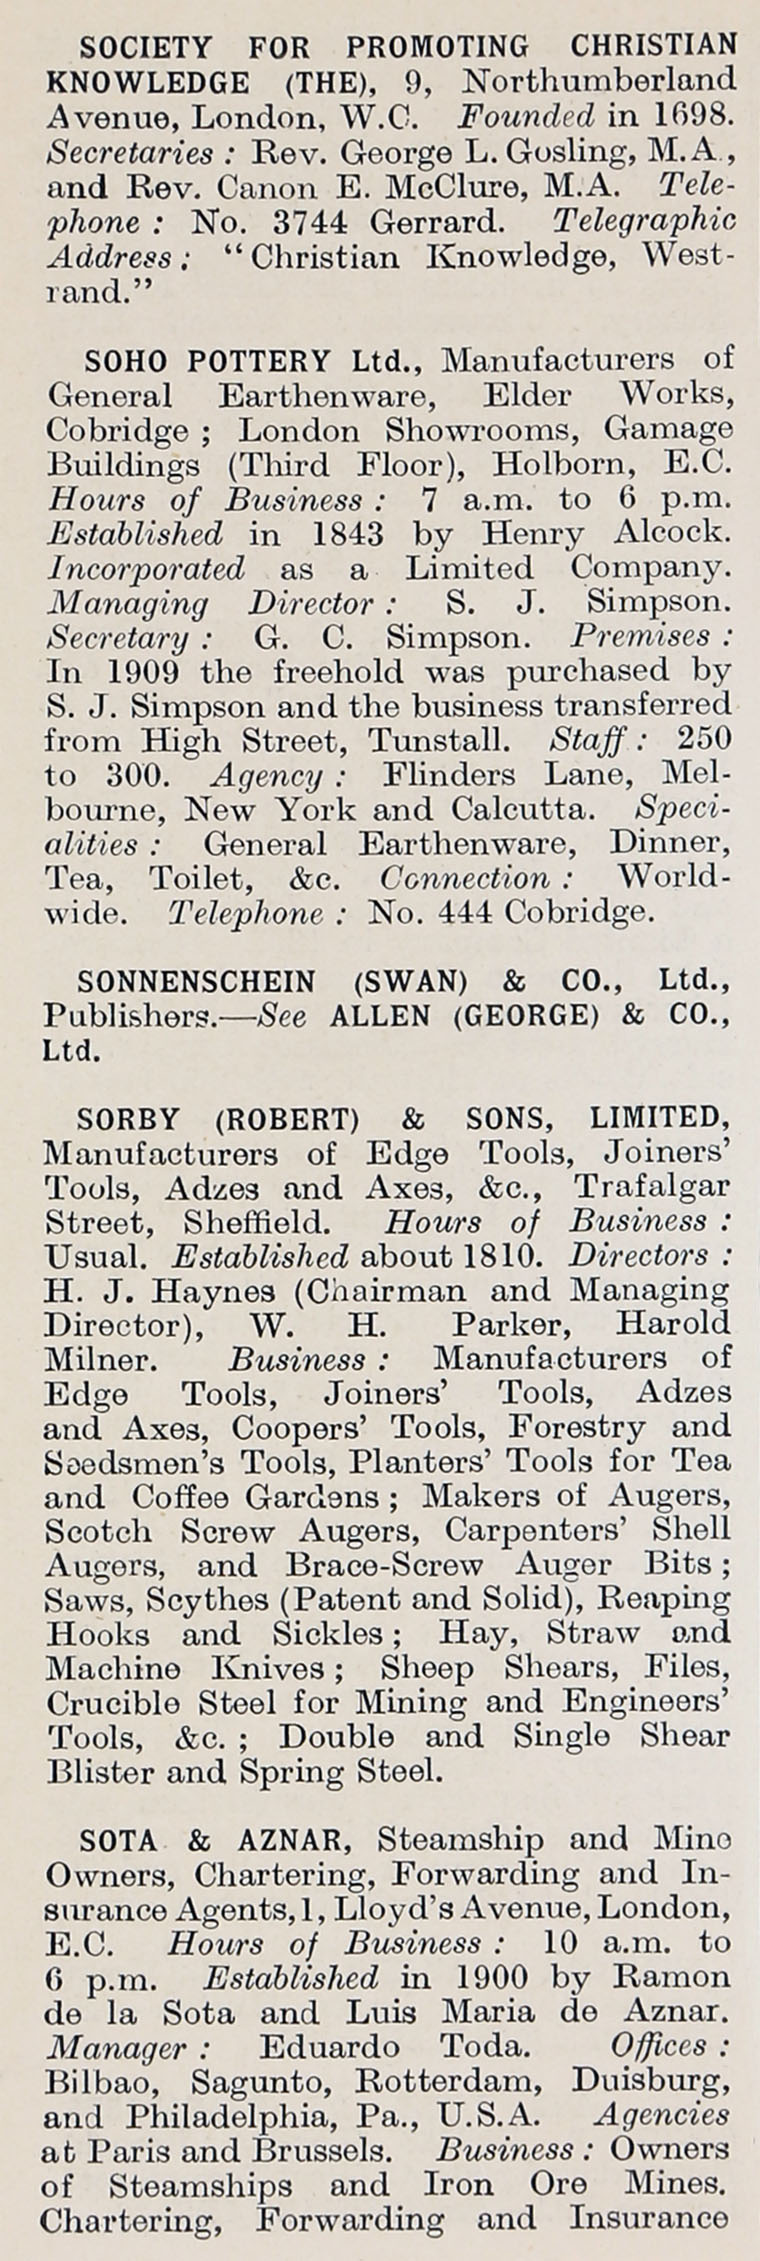 SOCIETY FOR PROMOTING CHRISTIAN
KNOWLEDGE (THE), 9, Northumberland
Avenue, London, W.C. Founded in 1698.
Secretaries : Rev. George L. Gosling, M.A.,
and Rev. Canon E. McClure, M.A. Tele-
phone : No. 3744 Gerrard. Telegraphic
Address : “Christian Knowledge, West-
rand.”
SOHO POTTERY Ltd., Manufacturers of
General Earthenware, Elder Works,
Cobridge ; London Showrooms, Gamage
Buildings (Third Floor), Holborn, E.C.
Hours of Business : 7 a.m. to 6 p.m.
Established in 1843 by Henry Alcock.
Incorporated as a Limited Company.
Managing Director : S. J. Simpson.
Secretary : G. C. Simpson. Premises :
In 1909 the freehold was purchased by
S. J. Simpson and the business transferred
from High Street, Tunstall. Staff : 250
to 300. Agency : Flinders Lane, Mel-
bourne, New York and Calcutta. Speci-
alities : General Earthenware, Dinner,
Tea, Toilet, &c. Connection : World-
wide. Telephone : No. 444 Cobridge.
SONNENSCHEIN (SWAN) & CO., Ltd.,
Publishers.—See ALLEN (GEORGE) & CO.,
Ltd.
SORBY (ROBERT) & SONS, LIMITED,
Manufacturers of Edge Tools, Joiners’
Tools, Adzes and Axes, &c., Trafalgar
Street, Sheffield. Hours of Business :
Usual. Established about 1810. Directors :
H. J. Haynes (Chairman and Managing
Director), W. H. Parker, Harold
Milner. Business : Manufacturers of
Edge Tools, Joiners’ Tools, Adzes
and Axes, Coopers’ Tools, Forestry and
Seedsmen’s Tools, Planters’ Tools for Tea
and Coffee Gardens ; Makers of Augers,
Scotch Screw Augers, Carpenters’ Shell
Augers, and Brace-Screw Auger Bits ;
Saws, Scythes (Patent and Solid), Reaping
Hooks and Sickles ; Hay, Straw and
Machine Knives ; Sheep Shears, Files,
Crucible Steel for Mining and Engineers’
Tools, &c. ; Double and Single Shear
Blister and Spring Steel.
SOTA & AZNAR, Steamship and Mine
Owners, Chartering, Forwarding and In-
surance Agents, 1, Lloyd’s Avenue, London,
E.C. Hours of Business : 10 a.m. to
6 p.m. Established in 1900 by Ramon
de la Sota and Luis Maria de Aznar.
Manager : Eduardo Toda. Offices :
Bilbao, Sagunto, Rotterdam, Duisburg,
and Philadelphia, Pa., U.S.A. Agencies
at Paris and Brussels. Business : Owners
of Steamships and Iron Ore Mines.
Chartering, Forwarding and Insurance